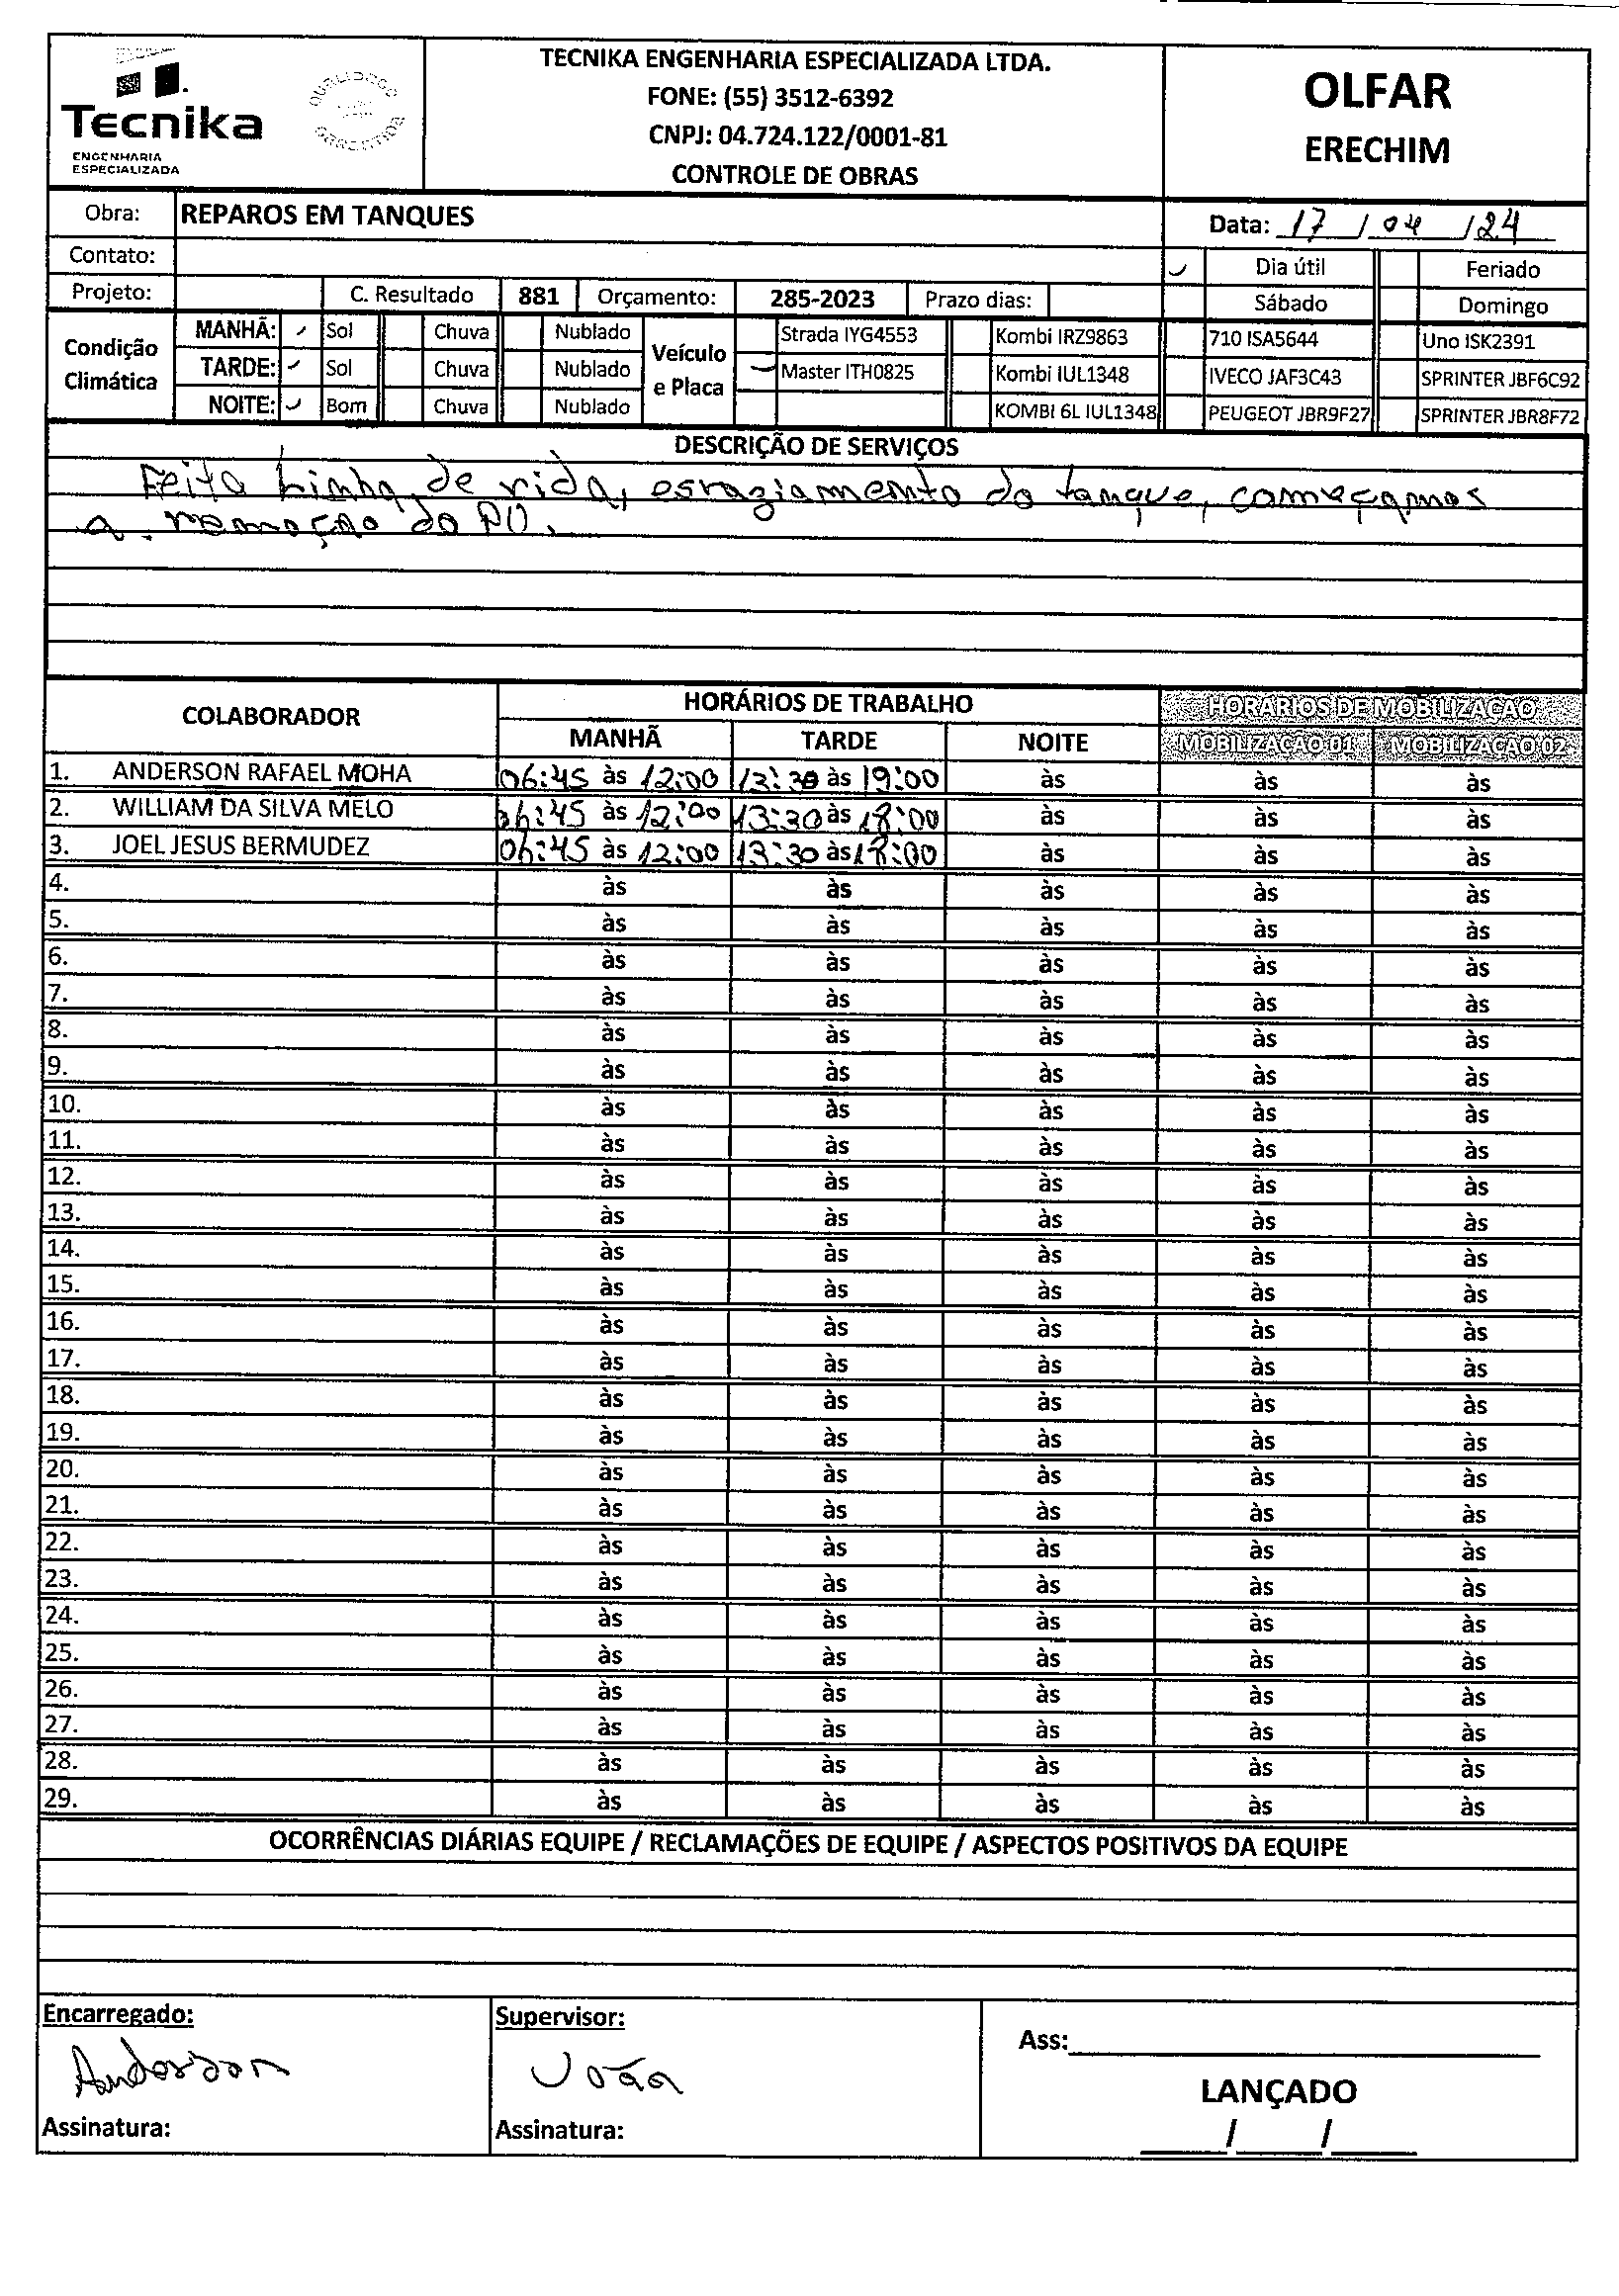 Tecnika
ENGENHARIA
ESPECIALIZADA
TECNIKA ENGENHARIA ESPECIALIZADA LTDA.
FONE: (55) 3512-6392
CNPJ: 04.724.122/0001-81
CONTROLE DE OBRAS
OLFAR
ERECHIM
Obra: REPAROS EM TANQUES
Data: 17 / 04 / 24
Contato:
Dia útil Feriado
Projeto: C. Resultado 881 Orçamento: 285-2023 Prazo dias:
Sábado Domingo
Condição Climática
MANHÃ: Sol Chuva Nublado
TARDE: Sol Chuva Nublado
NOITE: Bom Chuva Nublado
Veículo e Placa
Strada IYG4553 Kombi IRZ9863 710 ISA5644 Uno ISK2391
Master ITH0825 Kombi IUL1348 IVECO JAF3C43 SPRINTER JBF6C92
KOMBI 6L IUL1348 PEUGEOT JBR9F27 SPRINTER JBR8F72
DESCRIÇÃO DE SERVIÇOS
Feita Linha de vida, esvaziamento do tanque, começamos
a remoção do PU.
COLABORADOR HORÁRIOS DE TRABALHO HORÁRIOS DE MOBILIZAÇÃO
MANHÃ TARDE NOITE MOBILIZAÇÃO 01 MOBILIZAÇÃO 02
1. ANDERSON RAFAEL MOHA 06:45 às 12:00 13:30 às 19:00 às às às
2. WILLIAM DA SILVA MELO 06:45 às 12:00 13:30 às 18:00 às às às
3. JOEL JESUS BERMUDEZ 06:45 às 12:00 13:30 às 18:00 às às às
4. às às às às às
5. às às às às às
6. às às às às às
7. às às às às às
8. às às às às às
9. às às às às às
10. às às às às às
11. às às às às às
12. às às às às às
13. às às às às às
14. às às às às às
15. às às às às às
16. às às às às às
17. às às às às às
18. às às às às às
19. às às às às às
20. às às às às às
21. às às às às às
22. às às às às às
23. às às às às às
24. às às às às às
25. às às às às às
26. às às às às às
27. às às às às às
28. às às às às às
29. às às às às às
OCORRÊNCIAS DIÁRIAS EQUIPE / RECLAMAÇÕES DE EQUIPE / ASPECTOS POSITIVOS DA EQUIPE
Encarregado:
Anderson
Assinatura:
Supervisor:
João
Assinatura:
Ass:
LANÇADO
/ /